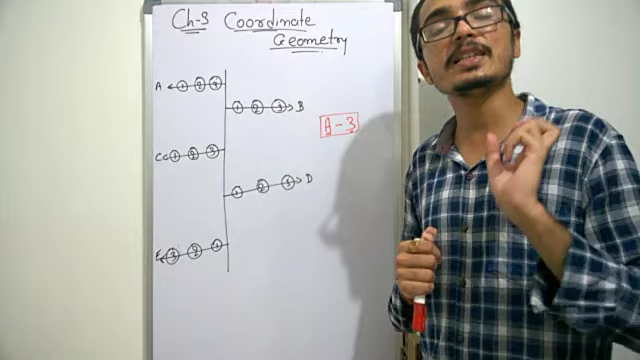 Ch-3 Coordinate
Geometry
A 1 2 3
1 2 3 B
A-3
C 1 2 3
1 2 3 D
E 3 2 1